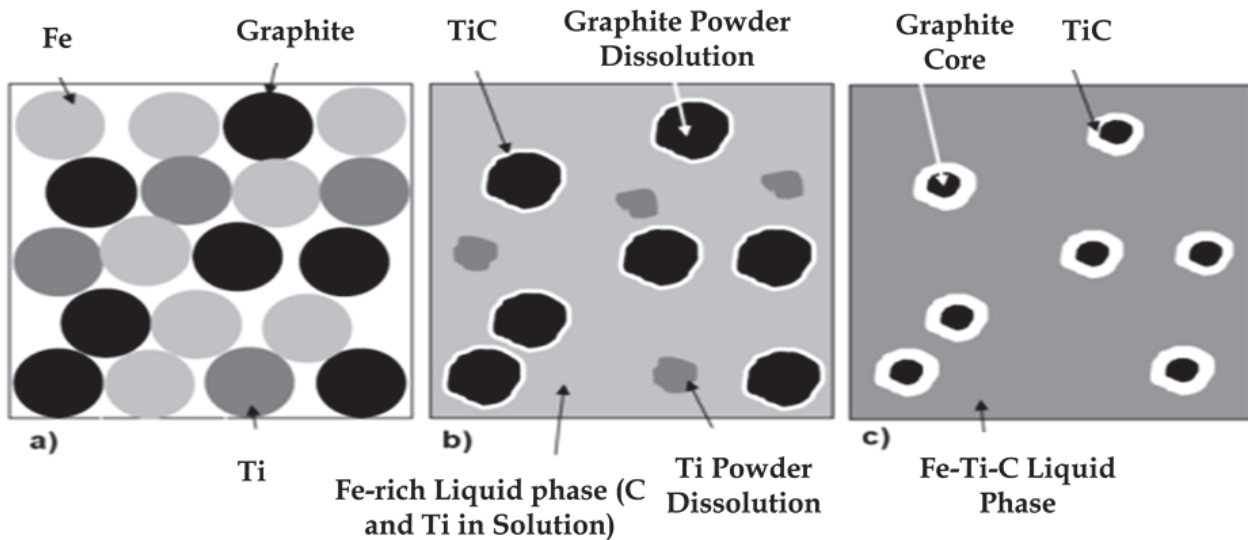 Fe
Graphite
TiC
Graphite Powder
Dissolution
Graphite
Core
TiC
a)
b)
c)
Ti
Fe-rich Liquid phase (C
and Ti in Solution)
Ti Powder
Dissolution
Fe-Ti-C Liquid
Phase